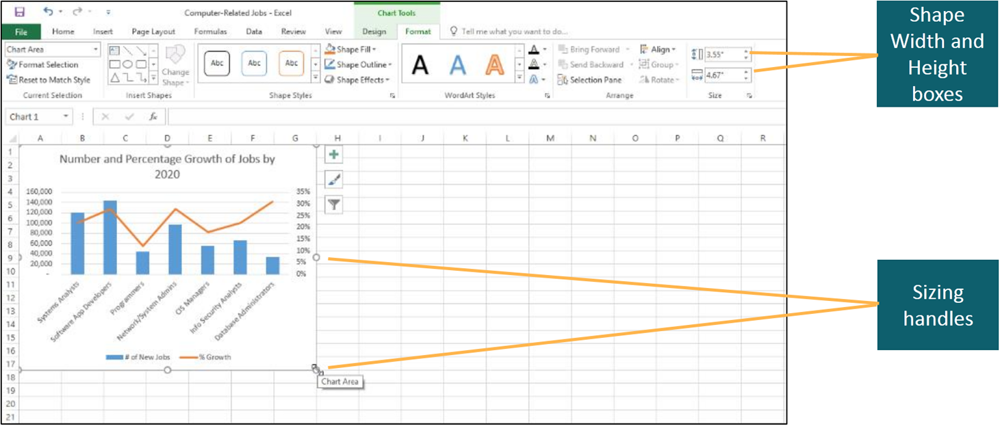 Computer-Related Jobs - Excel
Chart Tools
File Home Insert Page Layout Formulas Data Review View Design Format Tell me what you want to do...
Chart Area
Format Selection
Reset to Match Style
Current Selection
Change
Shape
Insert Shapes
Abc Abc Abc
Shape Fill
Shape Outline
Shape Effects
Shape Styles
A A A
A
A
A
WordArt Styles
Bring Forward
Send Backward
Selection Pane
Align
Group
Rotate
Arrange
3.55"
4.67"
Size
Shape
Width and
Height
boxes
Chart 1
fx
A B C D E F G H I J K L M N O P Q R
1
2
3
4
5
6
7
8
9
10
11
12
13
14
15
16
17
18
19
20
21
Number and Percentage Growth of Jobs by
2020
160,000
140,000
120,000
100,000
80,000
60,000
40,000
20,000
-
35%
30%
25%
20%
15%
10%
5%
0%
Systems Analysts
Software App Developers
Programmers
Network/System Admins
OS Managers
Info Security Analysts
Database Administrators
# of New Jobs
% Growth
Chart Area
Sizing
handles